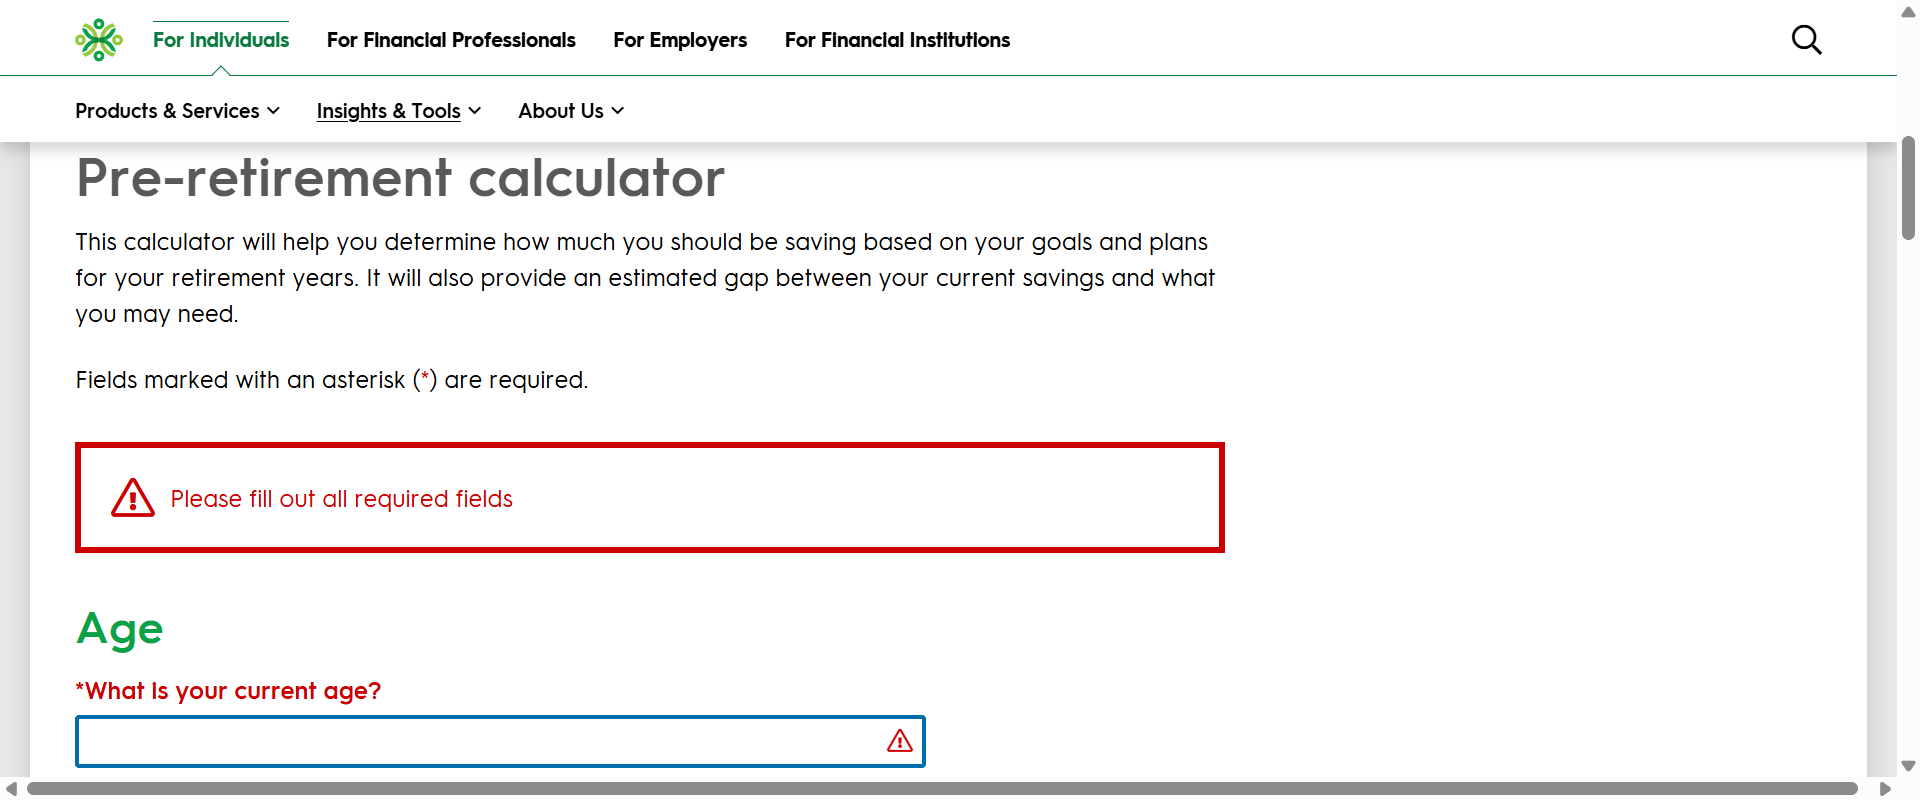 For Individuals
For Financial Professionals
For Employers
For Financial Institutions
Products & Services
Insights & Tools
About Us
Pre-retirement calculator
This calculator will help you determine how much you should be saving based on your goals and plans
for your retirement years. It will also provide an estimated gap between your current savings and what
you may need.
Fields marked with an asterisk (*) are required.
Please fill out all required fields
Age
*What is your current age?